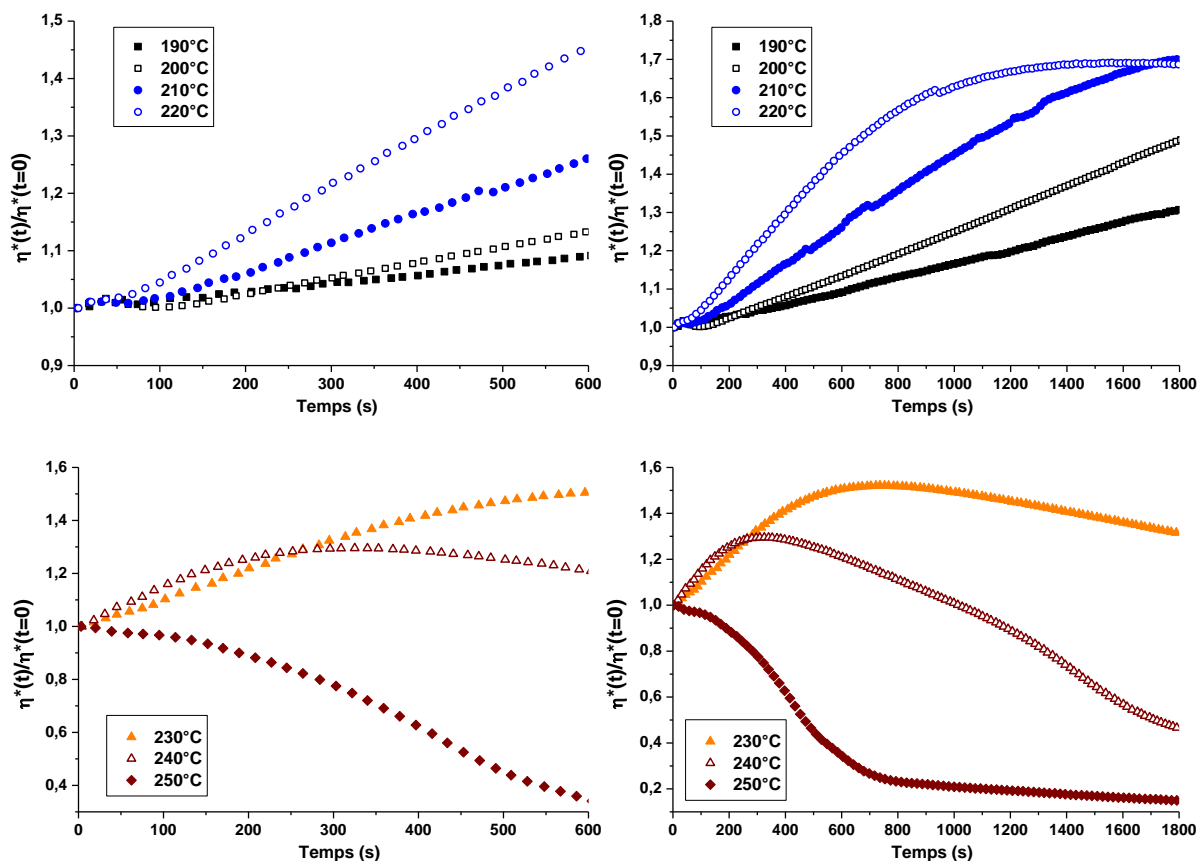 1,5
1,4
1,3
1,2
1,1
1,0
0,9
η*(t)/η*(t=0)
190°C
200°C
210°C
220°C
0 100 200 300 400 500 600
Temps (s)
1,8
1,7
1,6
1,5
1,4
1,3
1,2
1,1
1,0
0,9
η*(t)/η*(t=0)
190°C
200°C
210°C
220°C
0 200 400 600 800 1000 1200 1400 1600 1800
Temps (s)
1,6
1,4
1,2
1,0
0,8
0,6
0,4
η*(t)/η*(t=0)
230°C
240°C
250°C
0 100 200 300 400 500 600
Temps (s)
1,6
1,4
1,2
1,0
0,8
0,6
0,4
0,2
η*(t)/η*(t=0)
230°C
240°C
250°C
0 200 400 600 800 1000 1200 1400 1600 1800
Temps (s)